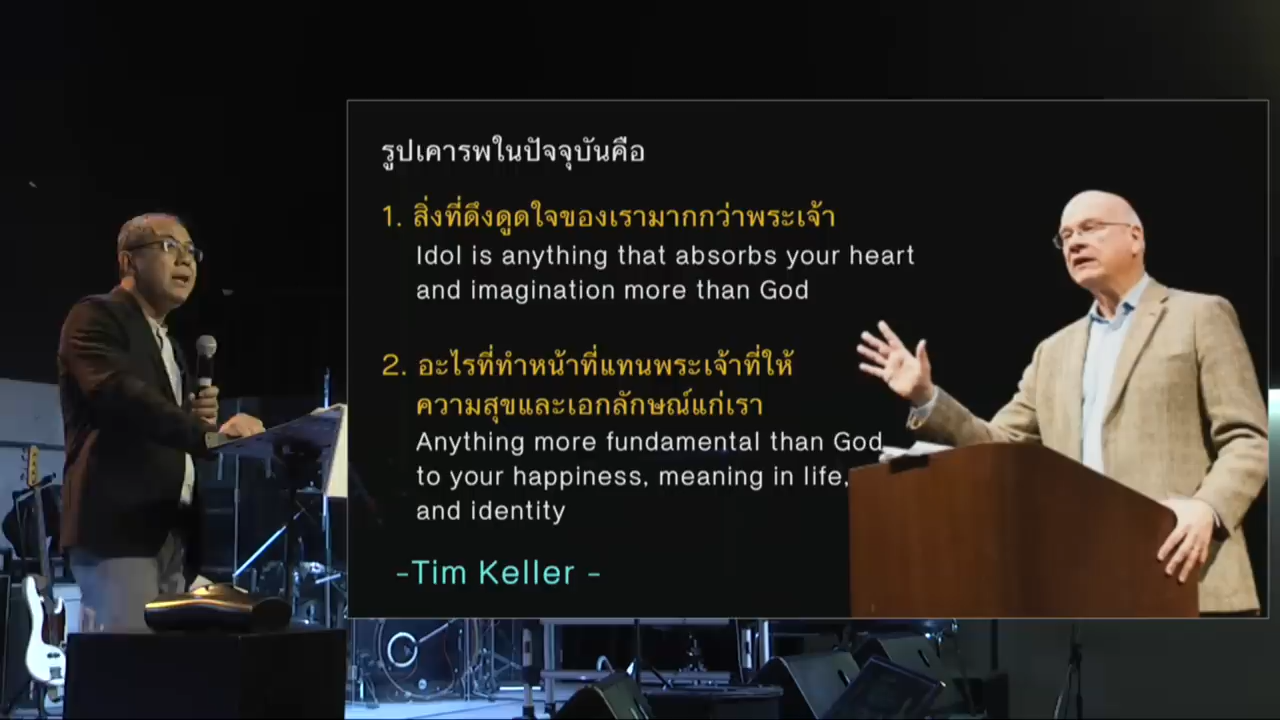 รูปเคารพในปัจจุบันคือ
1. สิ่งที่ดึงดูดใจของเรามากกว่าพระเจ้า
Idol is anything that absorbs your heart
and imagination more than God
2. อะไรที่ทำหน้าที่แทนพระเจ้าที่ให้
ความสุขและเอกลักษณ์แก่เรา
Anything more fundamental than God
to your happiness, meaning in life,
and identity
-Tim Keller -